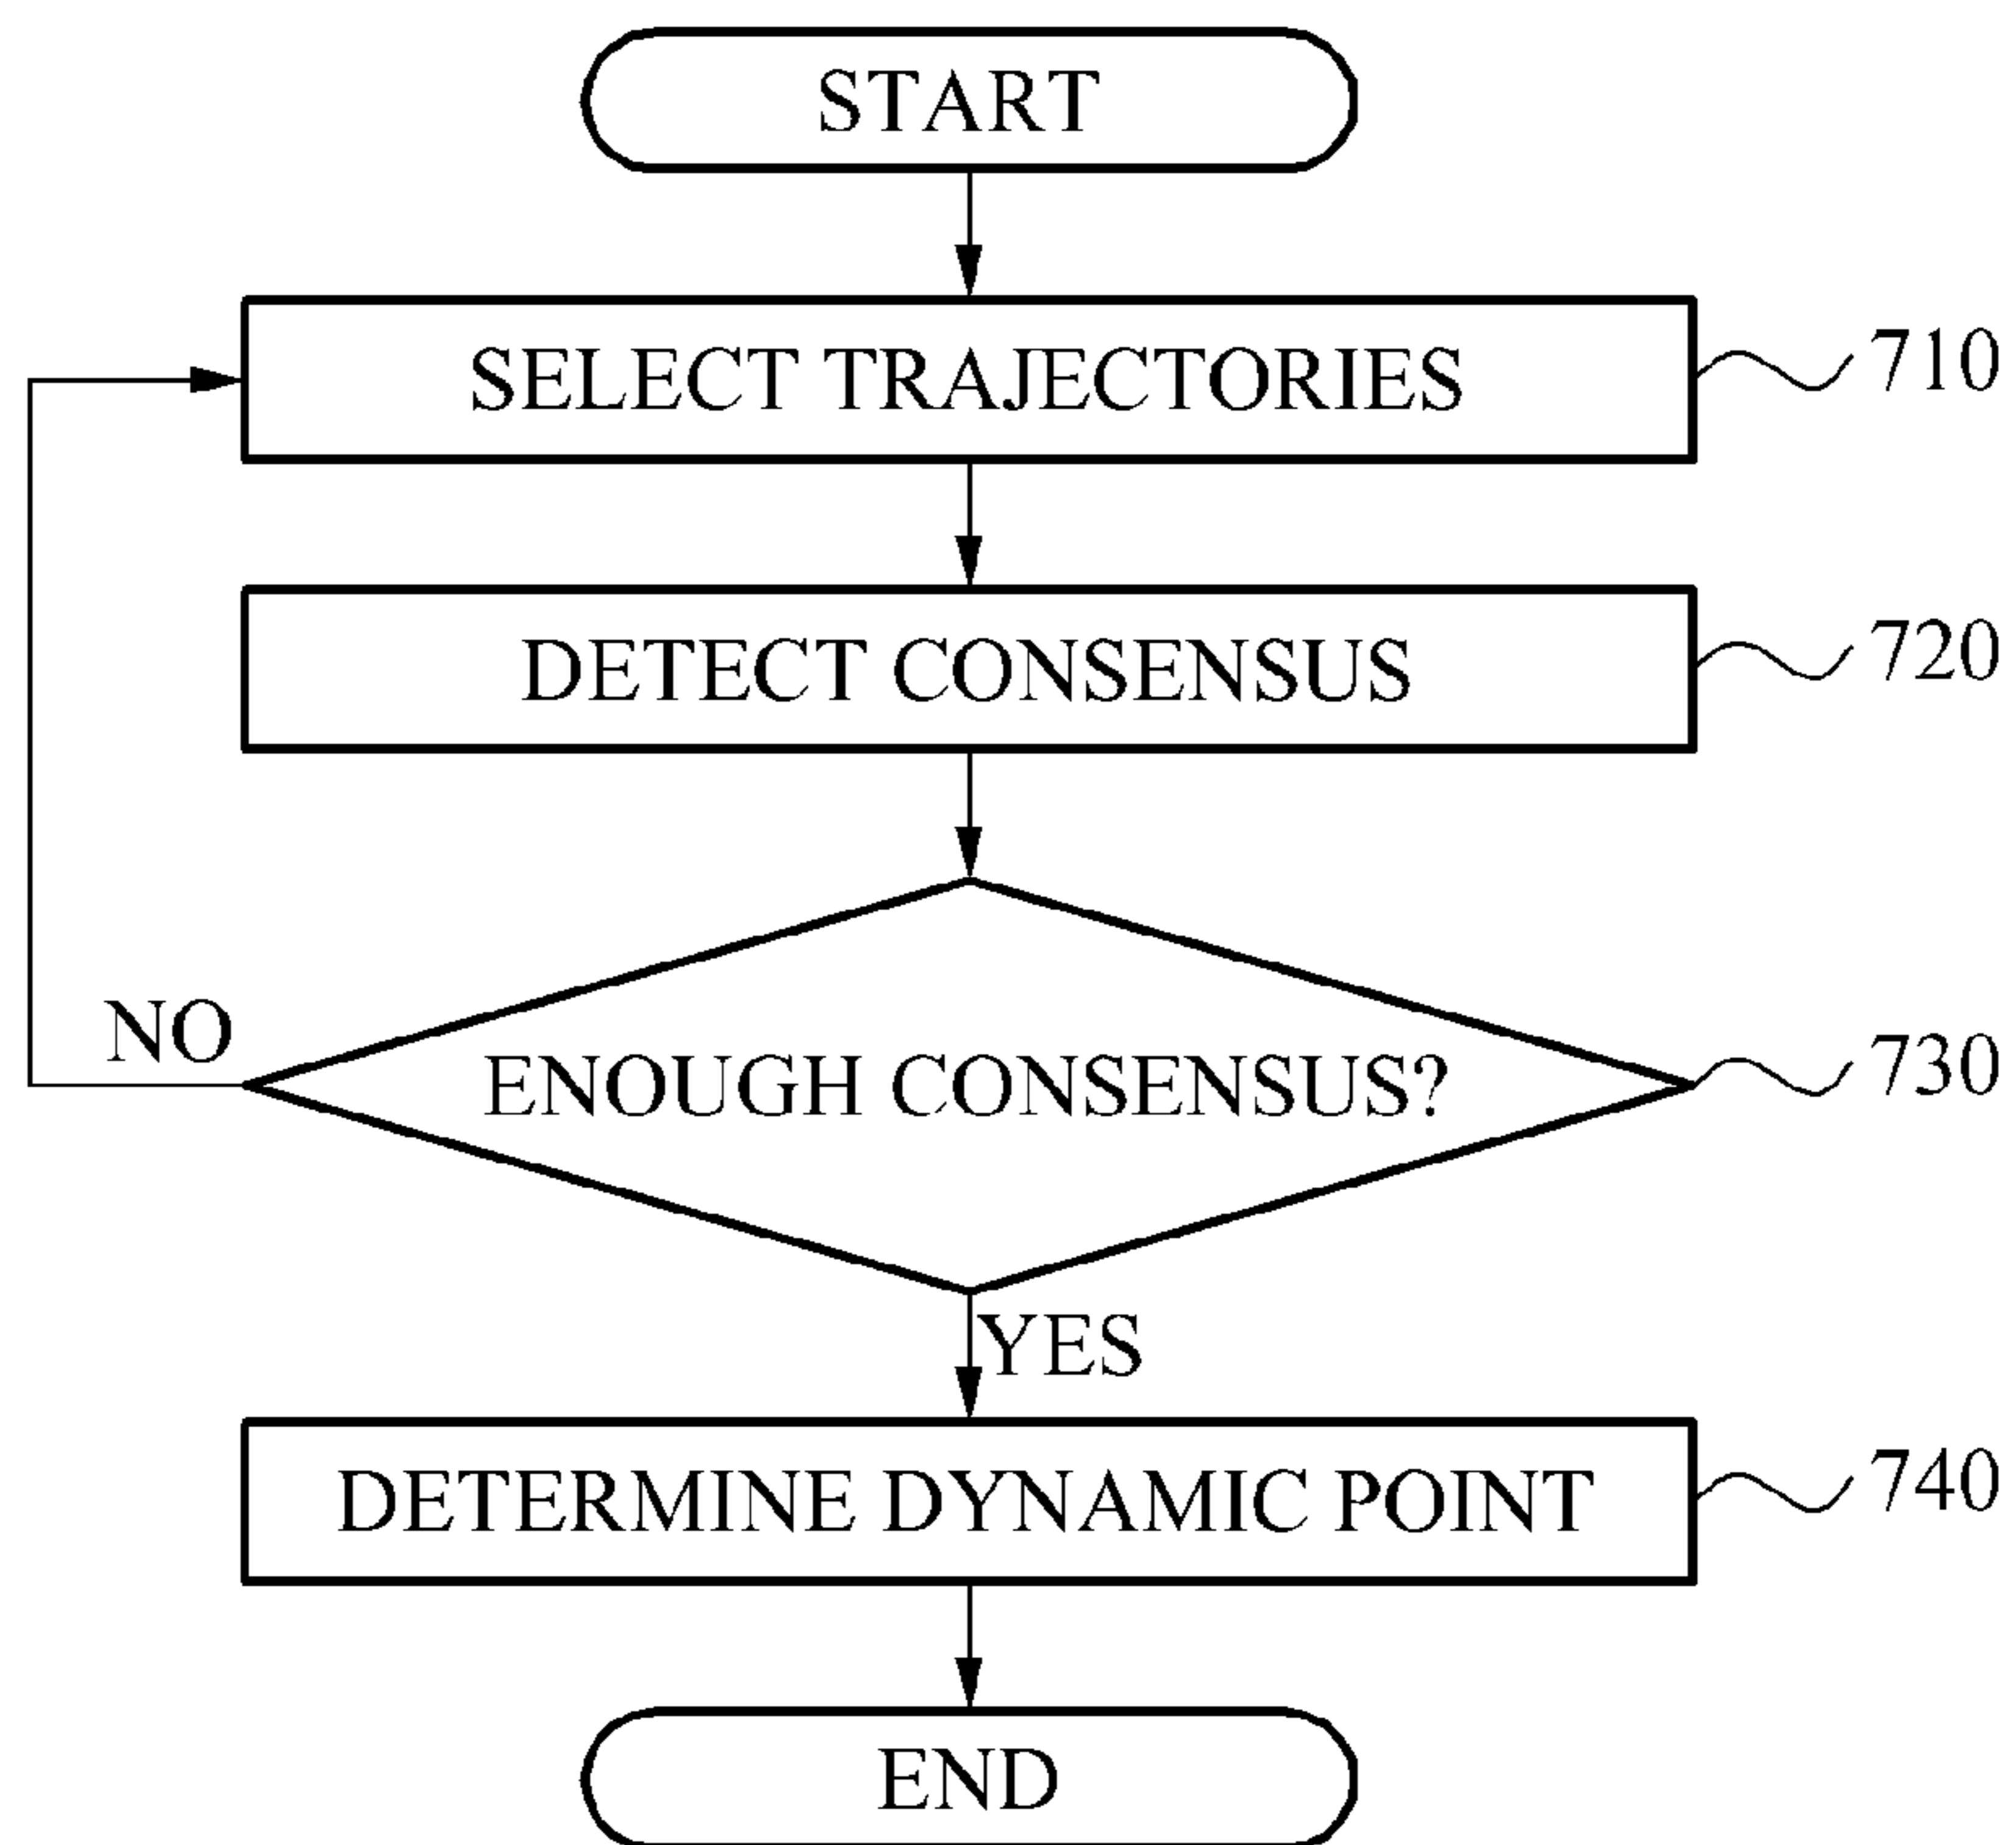 START
SELECT TRAJECTORIES
710
DETECT CONSENSUS
720
NO
ENOUGH CONSENSUS?
730
YES
DETERMINE DYNAMIC POINT
740
END